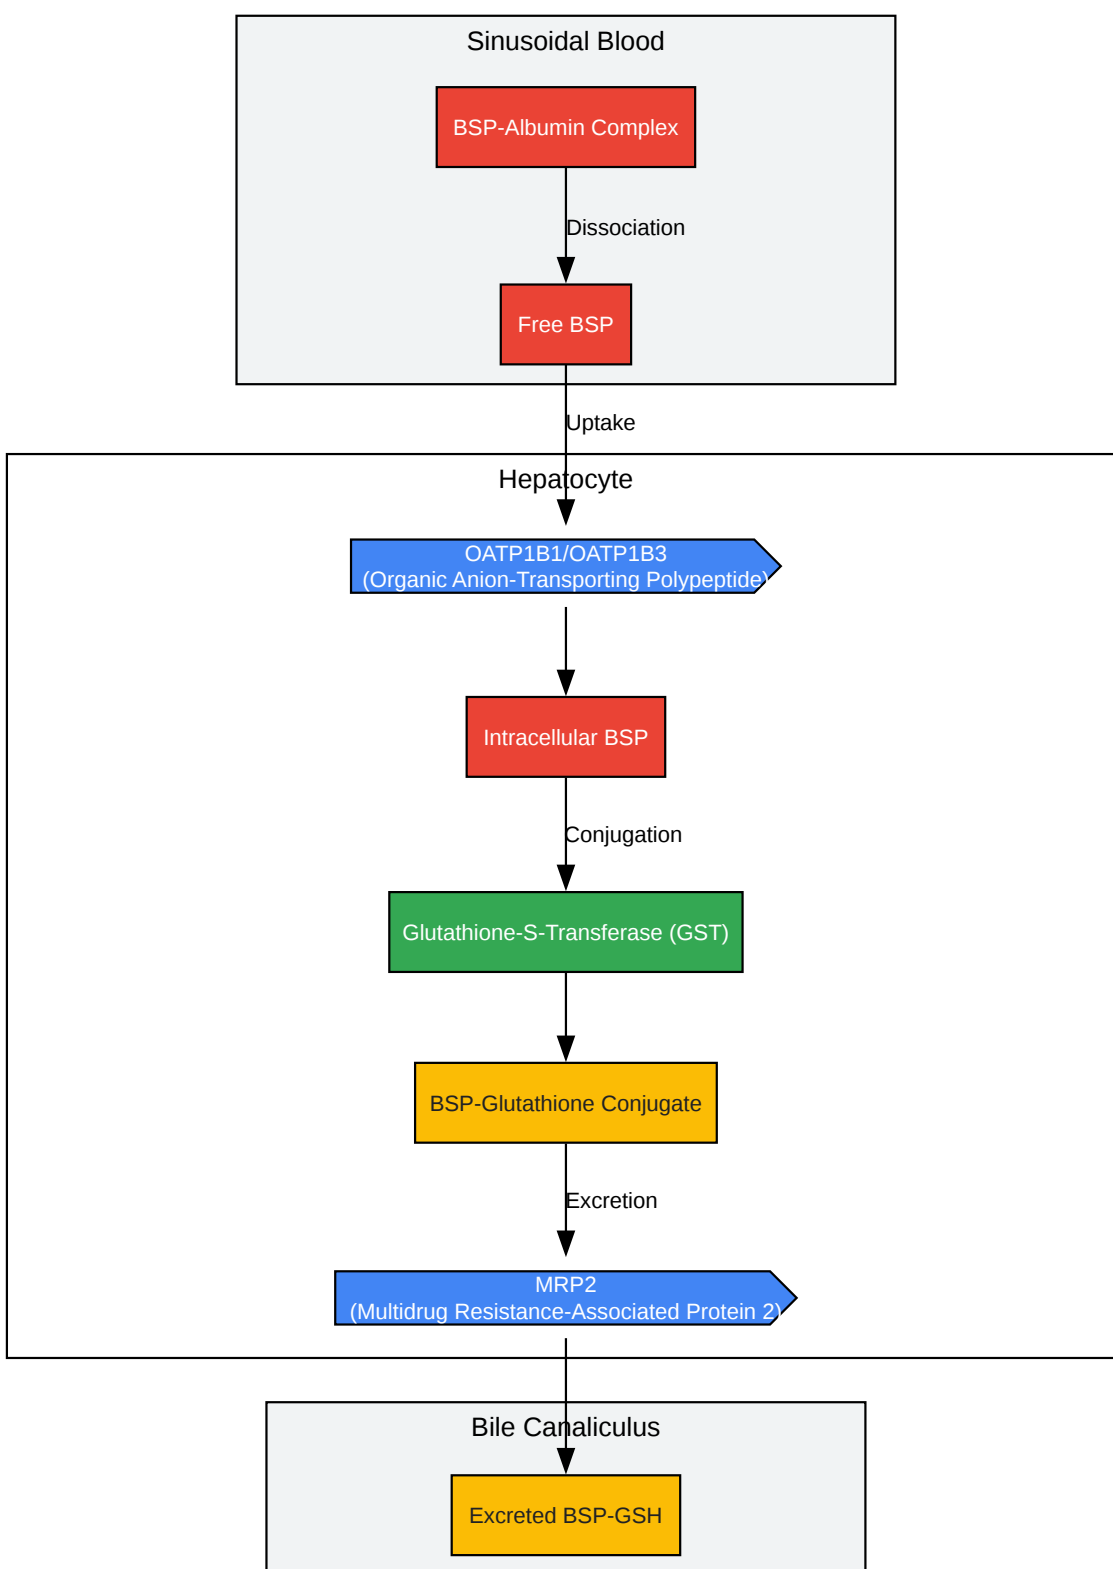 Sinusoidal Blood
BSP-Albumin Complex
Dissociation
Free BSP
Uptake
Hepatocyte
OATP1B1/OATP1B3
(Organic Anion-Transporting Polypeptide)
Intracellular BSP
Conjugation
Glutathione-S-Transferase (GST)
BSP-Glutathione Conjugate
Excretion
MRP2
(Multidrug Resistance-Associated Protein 2)
Bile Canaliculus
Excreted BSP-GSH